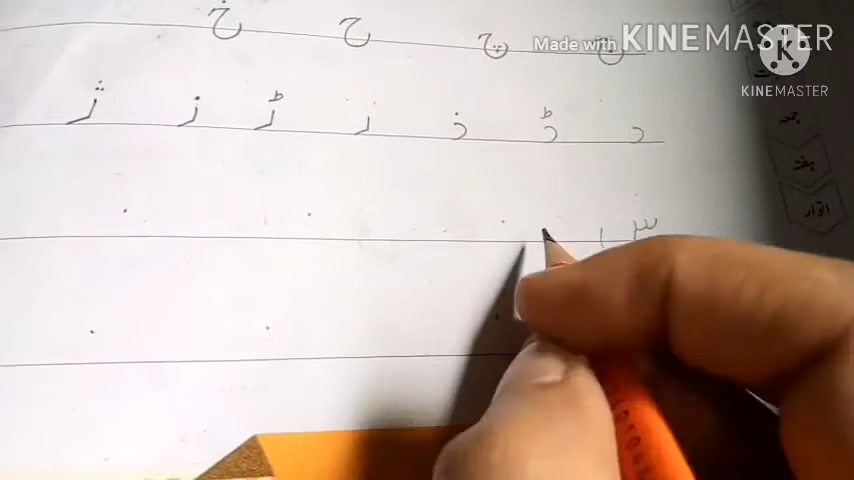 Made with KINEMASTER
KINEMASTER
چ ح خ
د ڈ ذ ر ڑ ز ژ
جمعہ
ہفتہ
اتوار